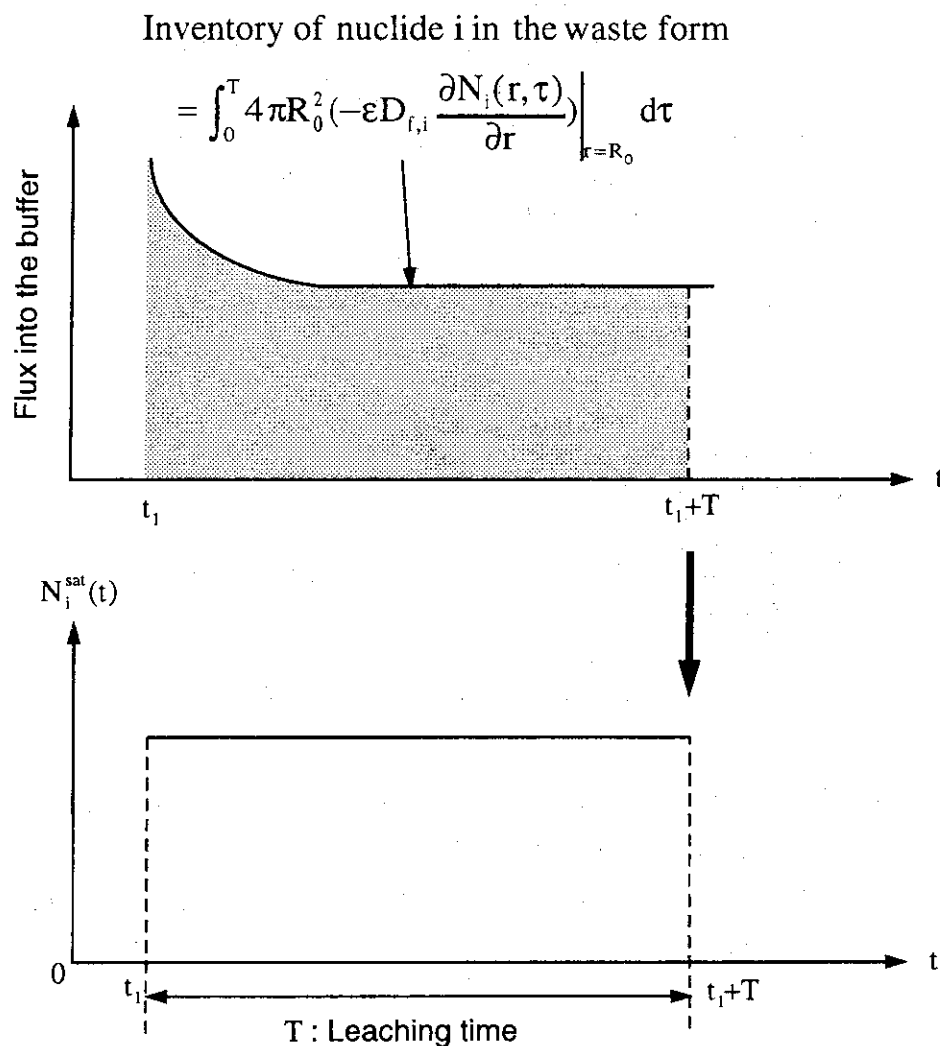 Inventory of nuclide i in the waste form
= ∫₀ᵀ 4πR₀²(−εD_{f,i} ∂N_i(r,τ)/∂r)|_{r=R₀} dτ
Flux into the buffer
t
t₁
t₁+T
N_i^{sat}(t)
0
t
t₁
t₁+T
T : Leaching time